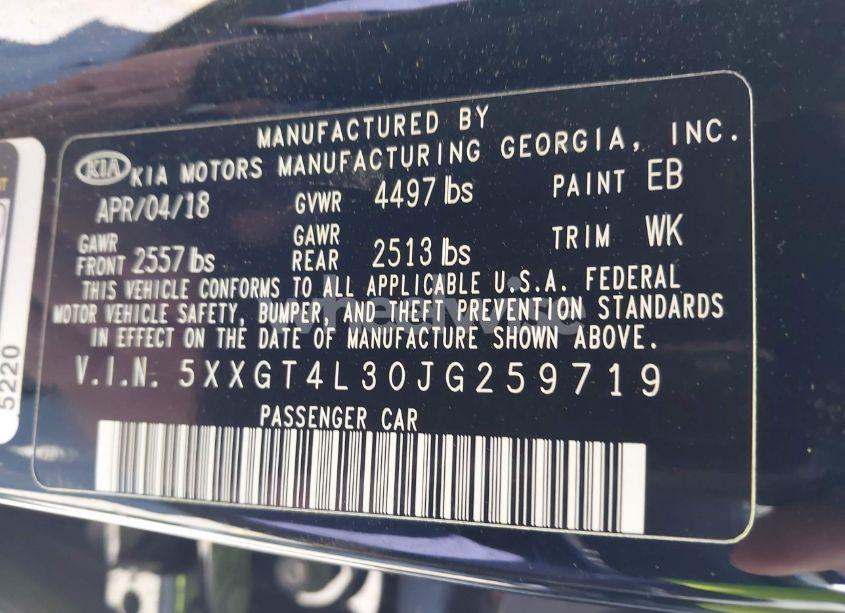 MANUFACTURED BY
KIA KIA MOTORS MANUFACTURING GEORGIA, INC.
APR/04/18 GVWR 4497 lbs PAINT EB
GAWR FRONT 2557 lbs GAWR REAR 2513 lbs TRIM WK
THIS VEHICLE CONFORMS TO ALL APPLICABLE U.S.A. FEDERAL
MOTOR VEHICLE SAFETY, BUMPER, AND THEFT PREVENTION STANDARDS
IN EFFECT ON THE DATE OF MANUFACTURE SHOWN ABOVE.
V.I.N. 5XXGT4L30JG259719
PASSENGER CAR
5220
wheelwise